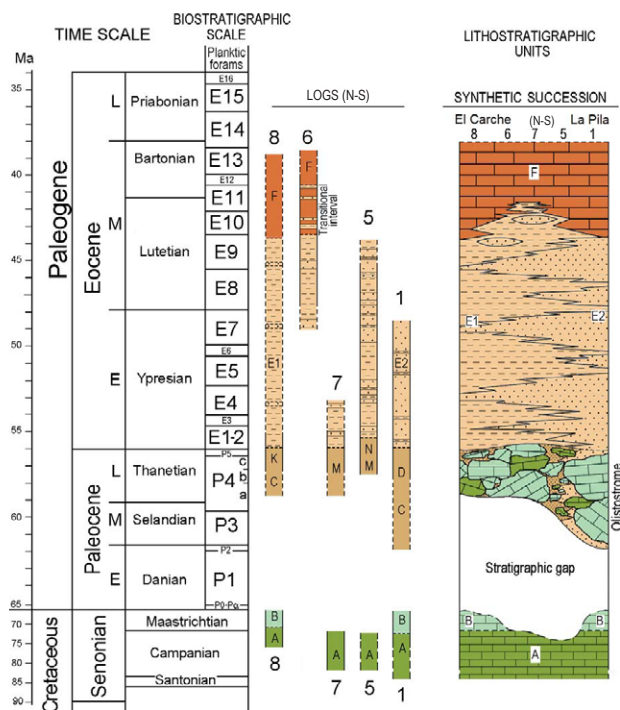 TIME SCALE
BIOSTRATIGRAPHIC
SCALE
Planktic
forams
LITHOSTRATIGRAPHIC
UNITS
LOGS (N-S)
SYNTHETIC SUCCESSION
El Carche (N-S) La Pila
8 6 7 5 1
Ma
35
40
45
50
55
60
65
70
75
80
85
90
Paleogene
Cretaceous
Eocene
Paleocene
Senonian
L
M
E
L
M
E
Priabonian
Bartonian
Lutetian
Ypresian
Thanetian
Selandian
Danian
Maastrichtian
Campanian
Santonian
E16
E15
E14
E13
E12
E11
E10
E9
E8
E7
E6
E5
E4
E3
E1-2
P5
P4
c
b
a
P3
P2
P1
P0-Pα
8
F
E1
K
C
B
A
8
6
F
Transitional
interval
7
M
A
7
5
N
M
A
5
1
E2
D
C
B
A
1
F
E1
E2
Olistostrome
Stratigraphic gap
B
B
A